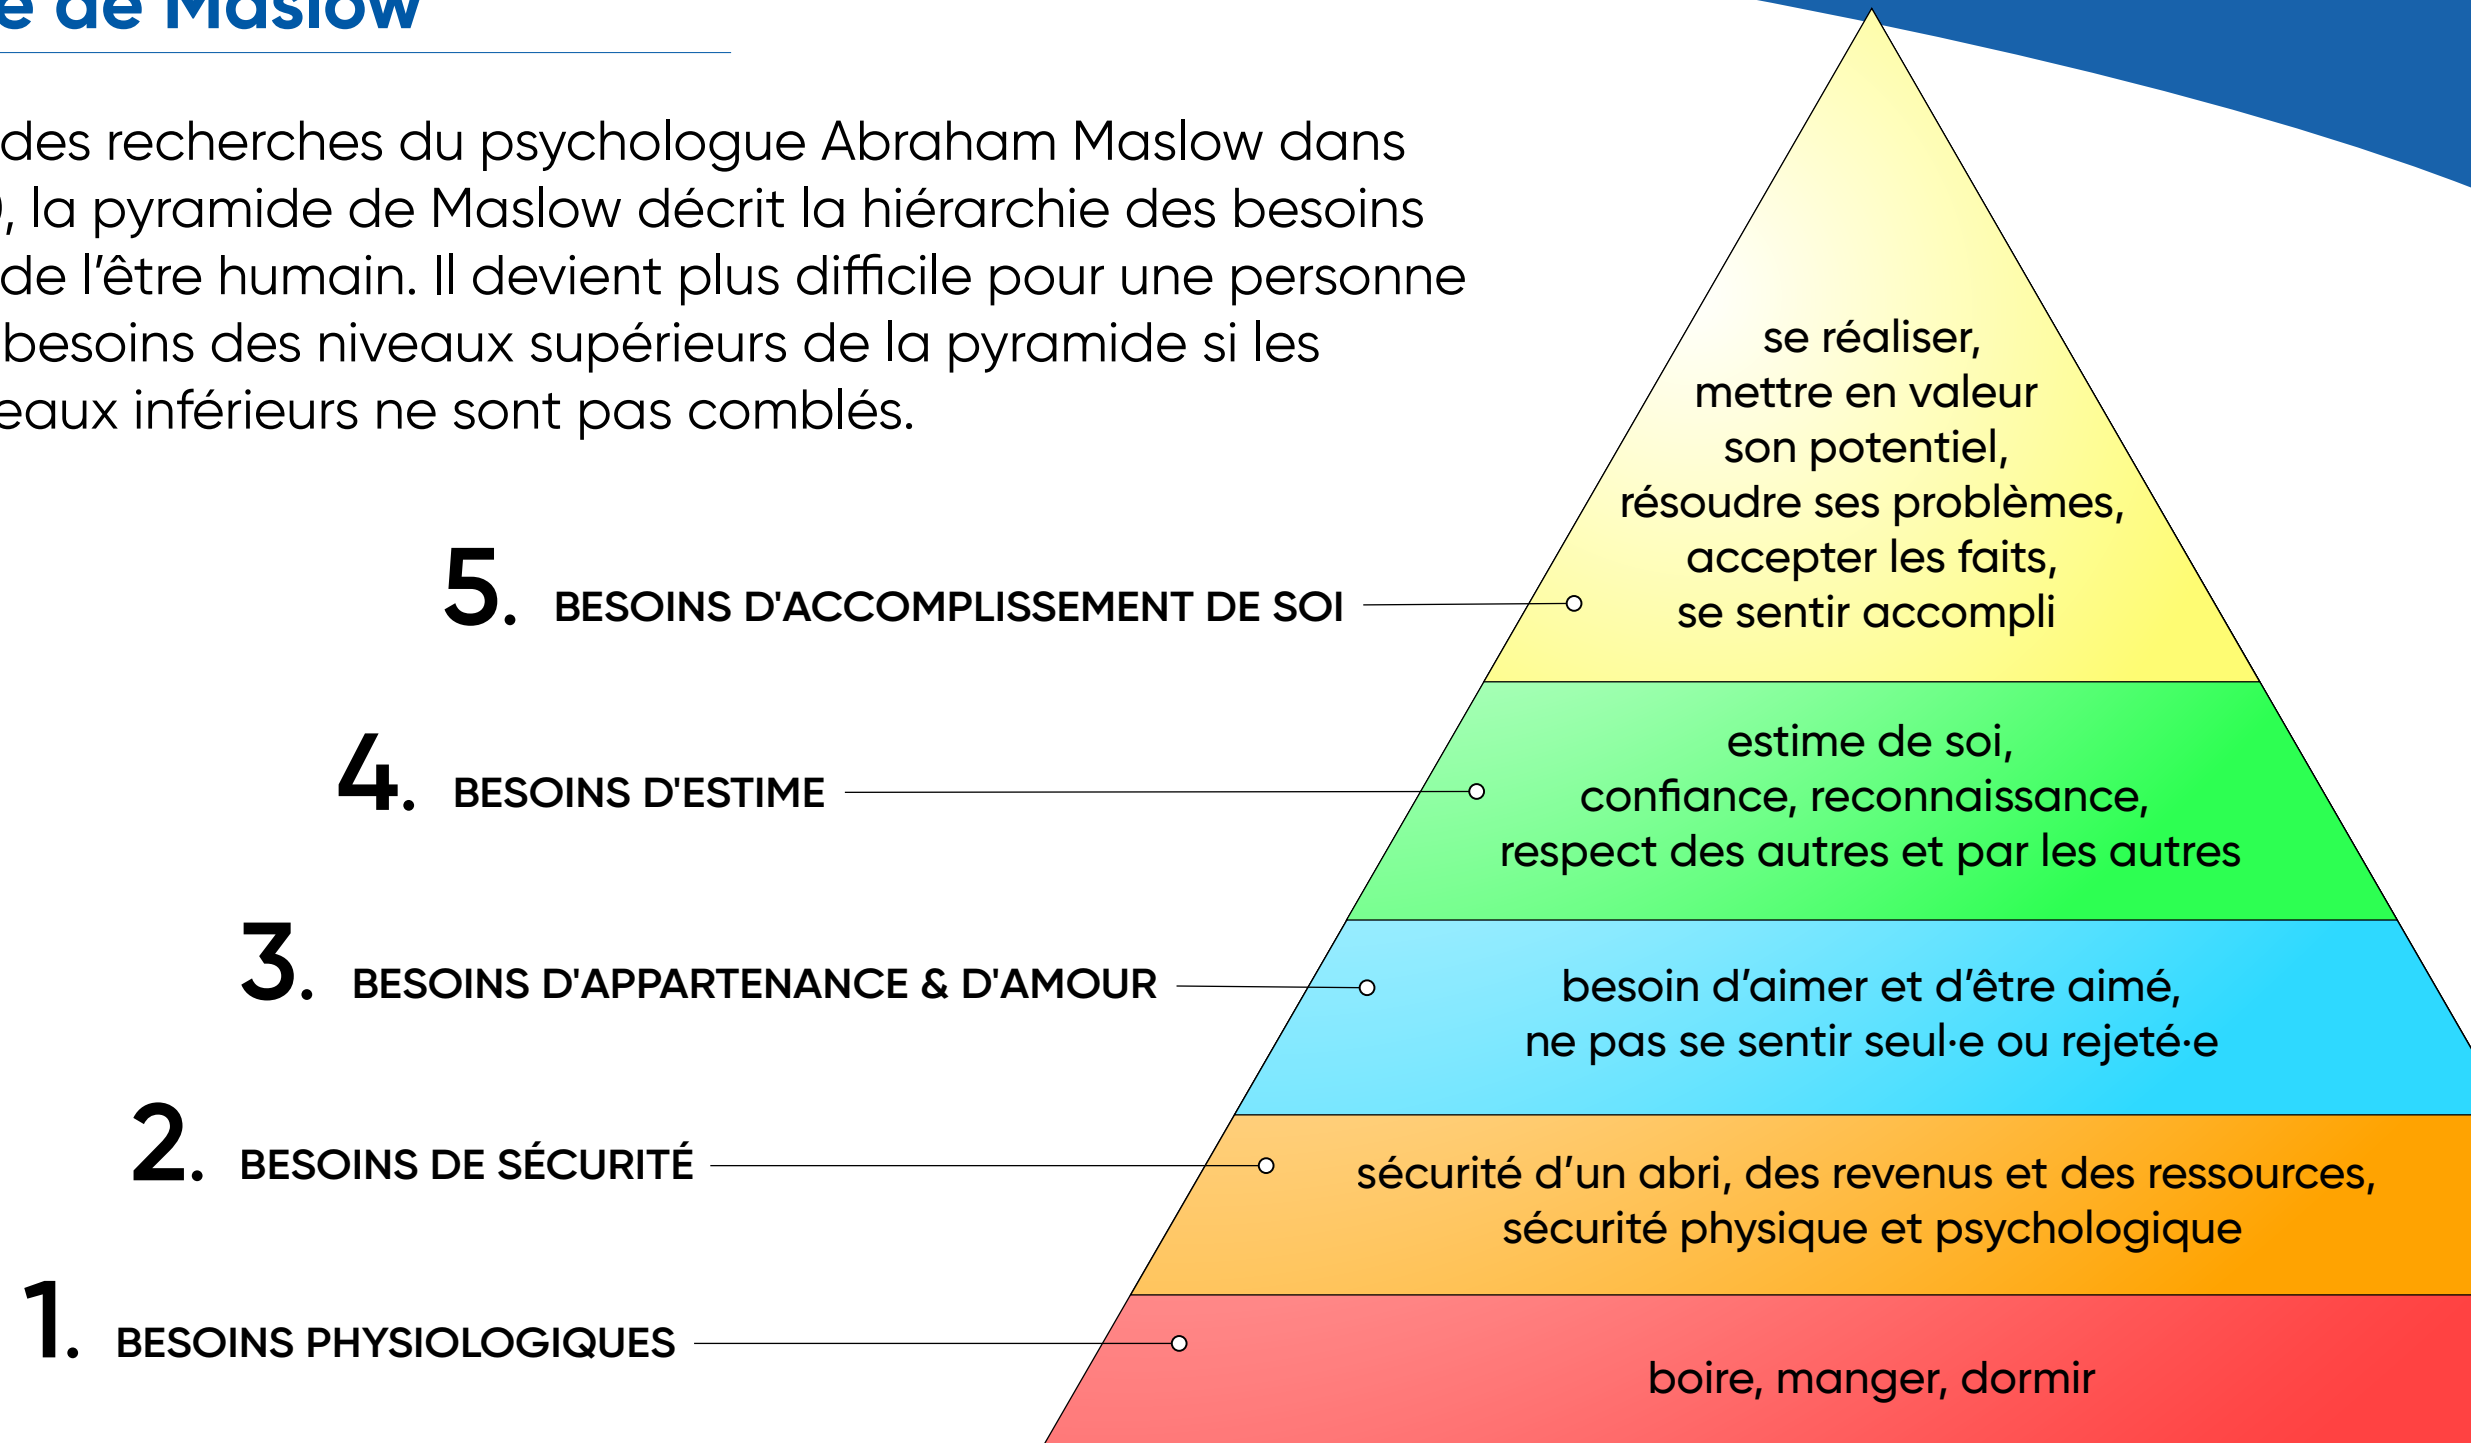 de Maslow
des recherches du psychologue Abraham Maslow dans
, la pyramide de Maslow décrit la hiérarchie des besoins
de l'être humain. Il devient plus difficile pour une personne
besoins des niveaux supérieurs de la pyramide si les
eaux inférieurs ne sont pas comblés.
se réaliser,
mettre en valeur
son potentiel,
résoudre ses problèmes,
accepter les faits,
se sentir accompli
5. BESOINS D'ACCOMPLISSEMENT DE SOI
estime de soi,
confiance, reconnaissance,
respect des autres et par les autres
4. BESOINS D'ESTIME
besoin d'aimer et d'être aimé,
ne pas se sentir seul·e ou rejeté·e
3. BESOINS D'APPARTENANCE & D'AMOUR
sécurité d'un abri, des revenus et des ressources,
sécurité physique et psychologique
2. BESOINS DE SÉCURITÉ
boire, manger, dormir
1. BESOINS PHYSIOLOGIQUES